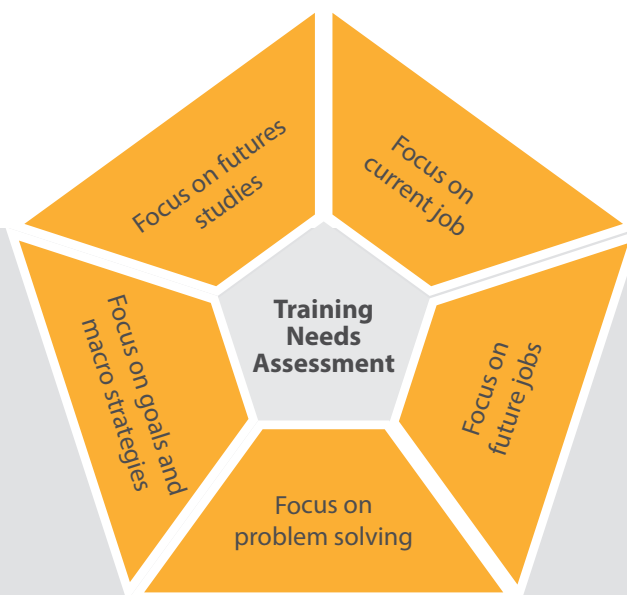 Focus on futures
studies
Focus on
current job
Training
Needs
Assessment
Focus on goals and
macro strategies
Focus on
future jobs
Focus on
problem solving